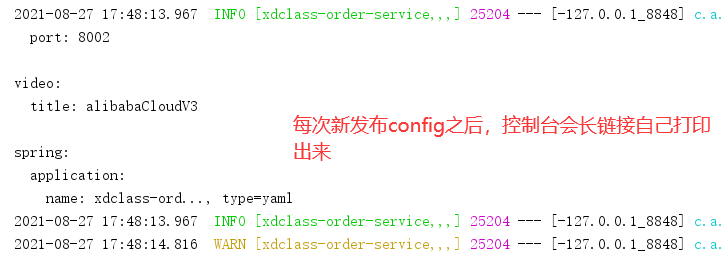 2021-08-27 17:48:13.967  INFO [xdclass-order-service,,,] 25204 --- [-127.0.0.1_8848] c.a.
  port: 8002
video:
  title: alibabaCloudV3
每次新发布config之后，控制台会长链接自己打印
出来
spring:
  application:
    name: xdclass-ord..., type=yaml
2021-08-27 17:48:13.967  INFO [xdclass-order-service,,,] 25204 --- [-127.0.0.1_8848] c.a.
2021-08-27 17:48:14.816  WARN [xdclass-order-service,,,] 25204 --- [-127.0.0.1_8848] c.a.